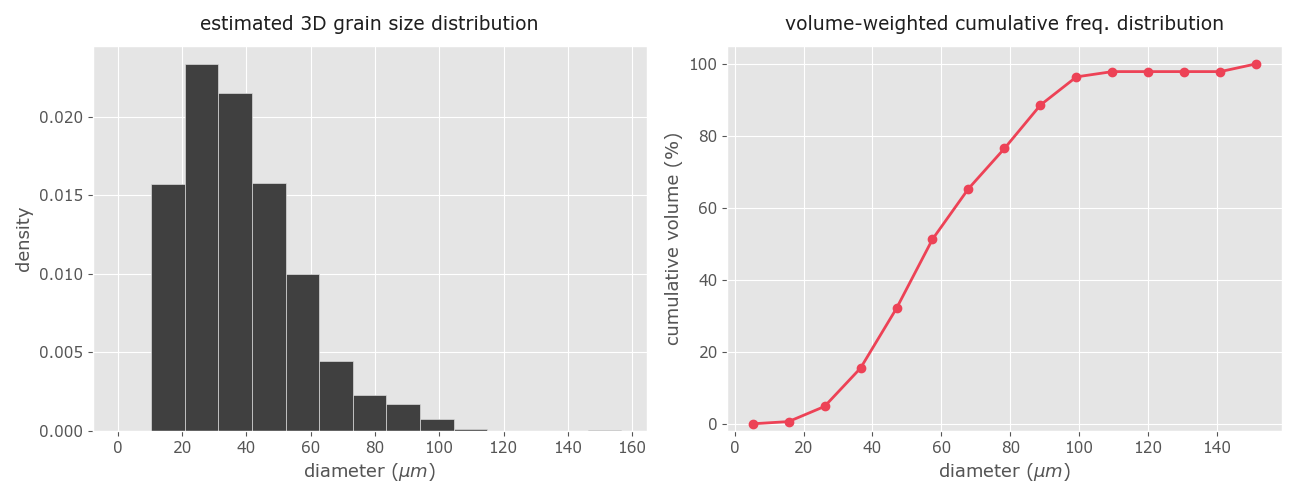 estimated 3D grain size distribution
0.020
0.015
0.010
0.005
0.000
density
0 20 40 60 80 100 120 140 160
diameter (μm)
volume-weighted cumulative freq. distribution
100
80
60
40
20
0
cumulative volume (%)
0 20 40 60 80 100 120 140
diameter (μm)